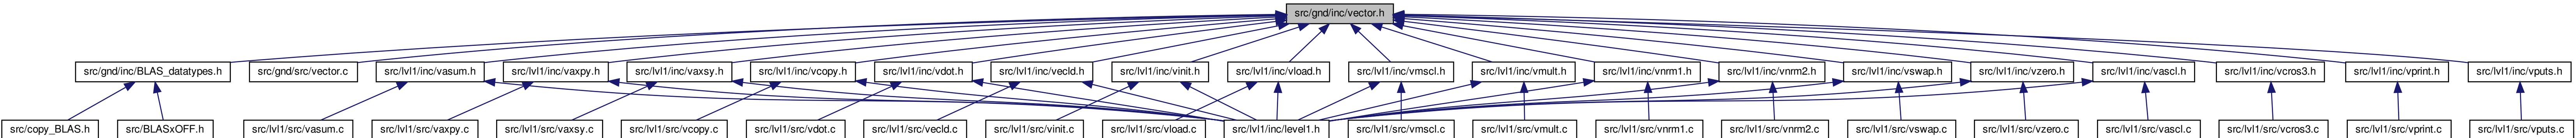 src/gnd/inc/vector.h
src/gnd/inc/BLAS_datatypes.h
src/gnd/src/vector.c
src/lvl1/inc/vasum.h
src/lvl1/inc/vaxpy.h
src/lvl1/inc/vaxsy.h
src/lvl1/inc/vcopy.h
src/lvl1/inc/vdot.h
src/lvl1/inc/vecld.h
src/lvl1/inc/vinit.h
src/lvl1/inc/vload.h
src/lvl1/inc/vmscl.h
src/lvl1/inc/vmult.h
src/lvl1/inc/vnrm1.h
src/lvl1/inc/vnrm2.h
src/lvl1/inc/vswap.h
src/lvl1/inc/vzero.h
src/lvl1/inc/vascl.h
src/lvl1/inc/vcros3.h
src/lvl1/inc/vprint.h
src/lvl1/inc/vputs.h
src/copy_BLAS.h
src/BLASxOFF.h
src/lvl1/src/vasum.c
src/lvl1/src/vaxpy.c
src/lvl1/src/vaxsy.c
src/lvl1/src/vcopy.c
src/lvl1/src/vdot.c
src/lvl1/src/vecld.c
src/lvl1/src/vinit.c
src/lvl1/src/vload.c
src/lvl1/inc/level1.h
src/lvl1/src/vmscl.c
src/lvl1/src/vmult.c
src/lvl1/src/vnrm1.c
src/lvl1/src/vnrm2.c
src/lvl1/src/vswap.c
src/lvl1/src/vzero.c
src/lvl1/src/vascl.c
src/lvl1/src/vcros3.c
src/lvl1/src/vprint.c
src/lvl1/src/vputs.c